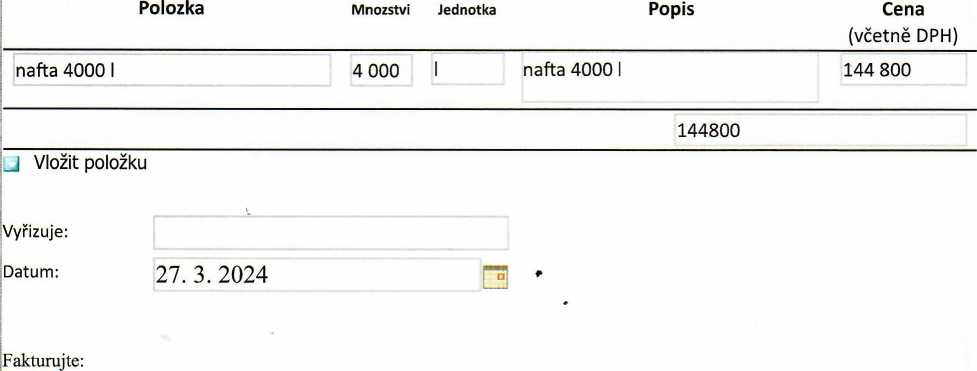 Polozka Mnozstvi Jednotka Popis Cena
(včetně DPH)
nafta 4000 l 4 000 l nafta 4000 l 144 800
144800
Vložit položku
Vyřizuje:
Datum: 27. 3. 2024
Fakturujte: